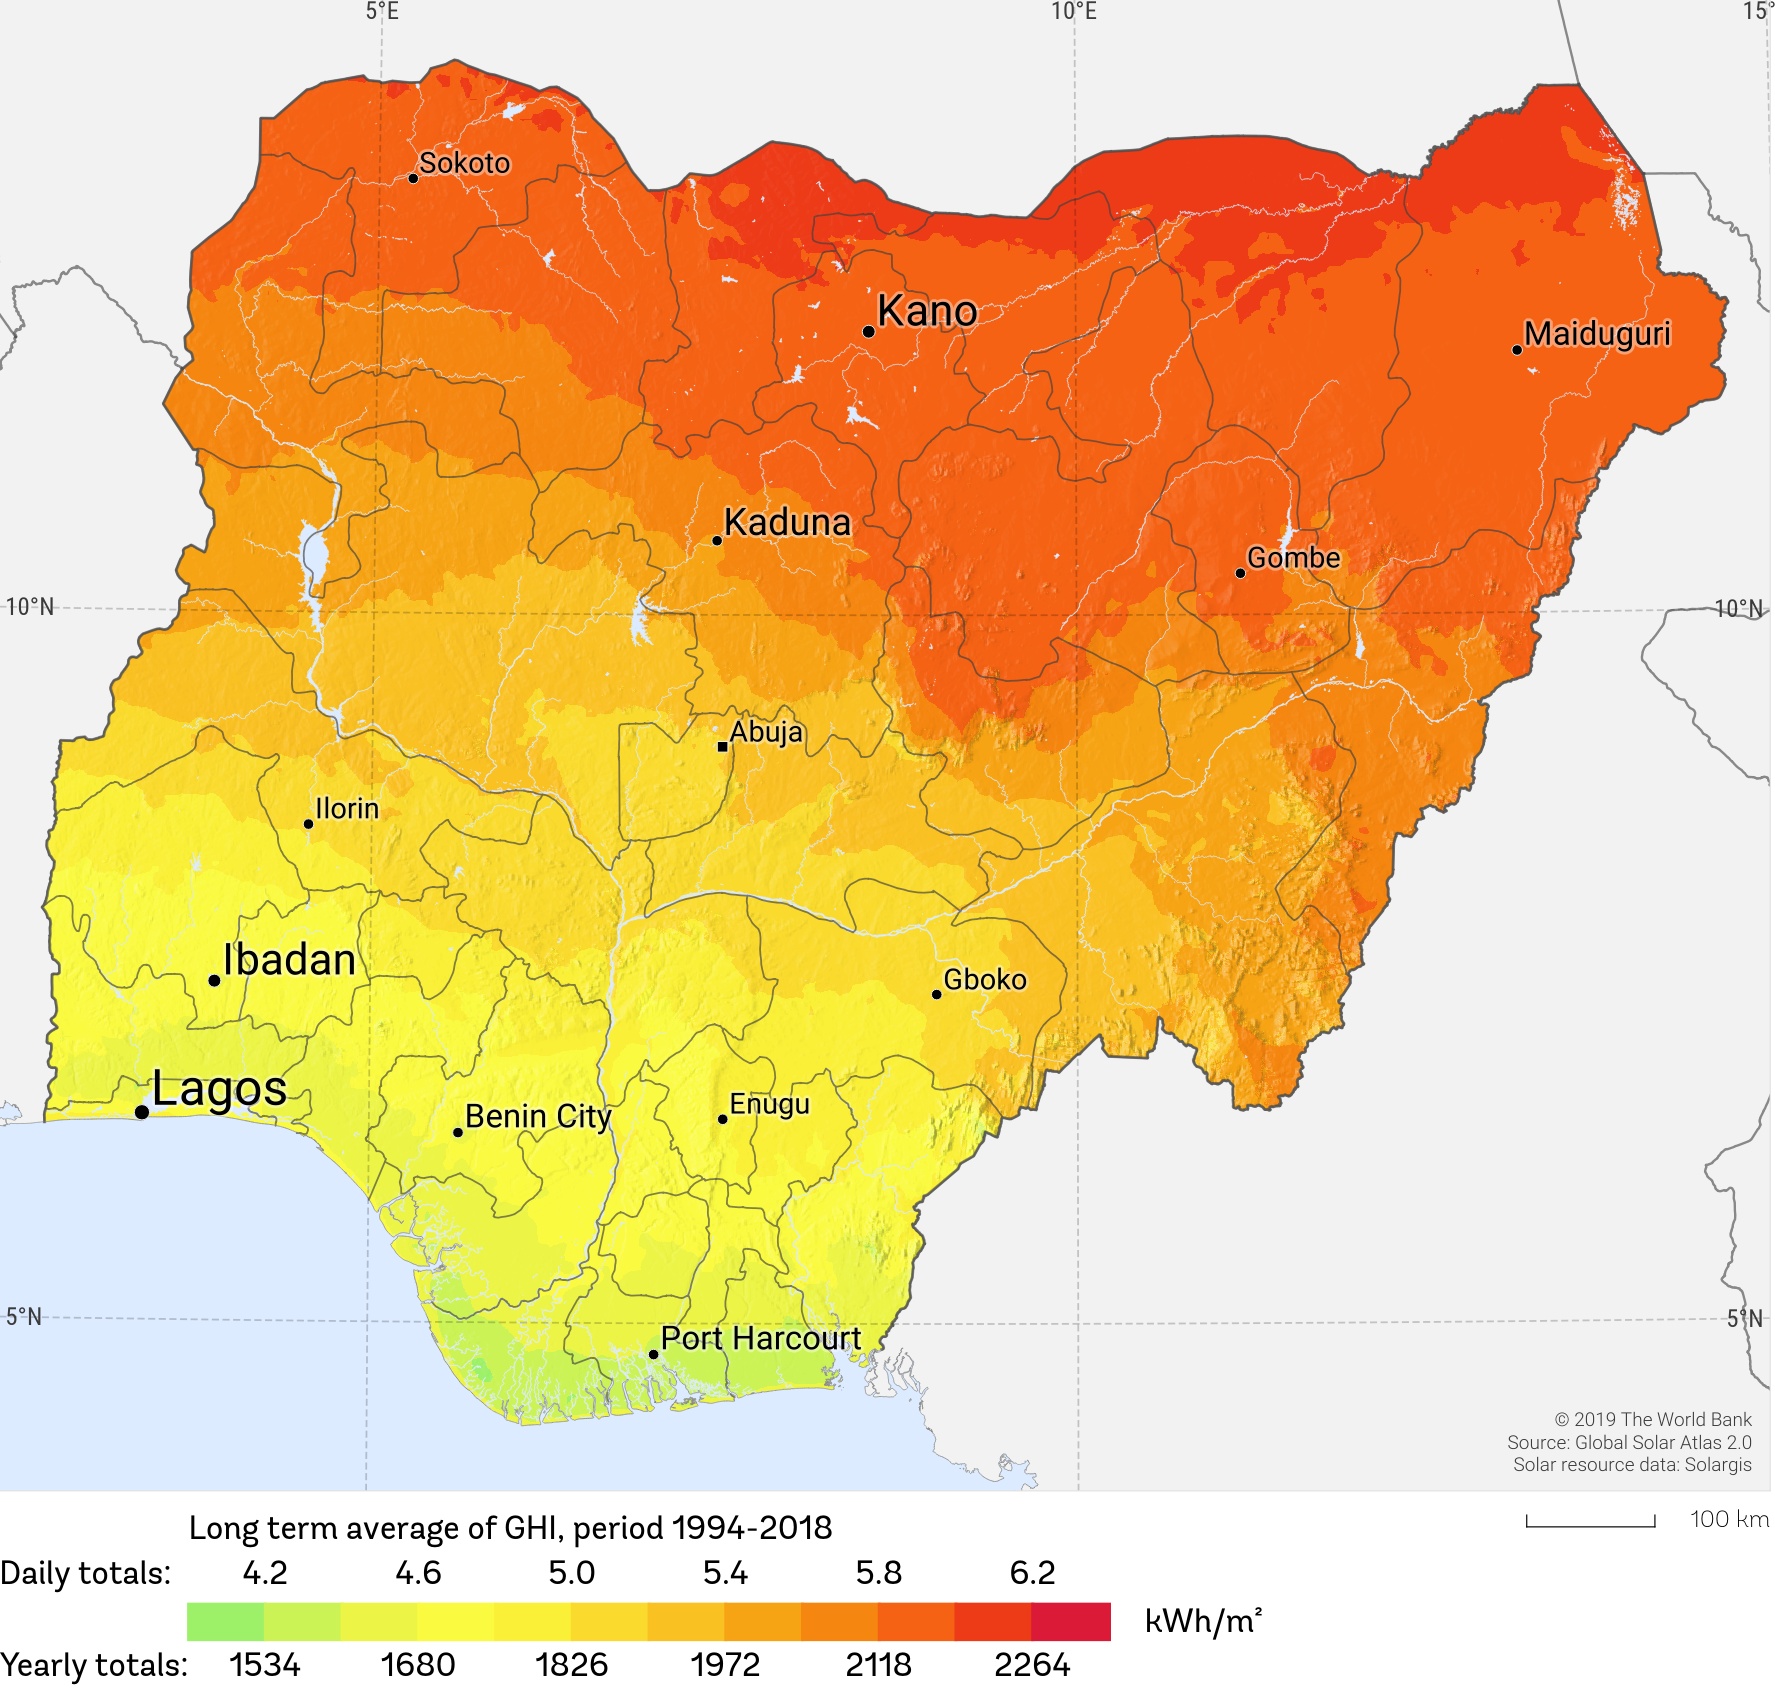 5°E
10°E
15°
Sokoto
Kano
Maiduguri
Kaduna
Gombe
10°N
10°N
Abuja
Ilorin
Ibadan
Gboko
Lagos
Benin City
Enugu
5°N
5°N
Port Harcourt
© 2019 The World Bank
Source: Global Solar Atlas 2.0
Solar resource data: Solargis
Long term average of GHI, period 1994-2018
100 km
Daily totals: 4.2 4.6 5.0 5.4 5.8 6.2
kWh/m²
Yearly totals: 1534 1680 1826 1972 2118 2264